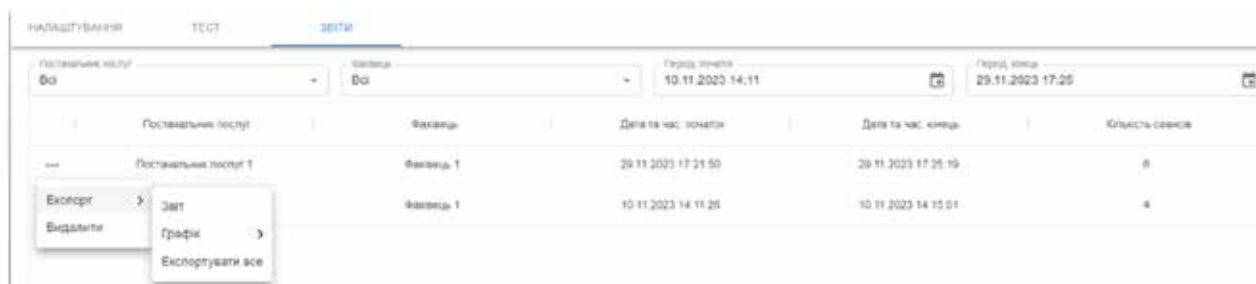 НАЛАШТУВАННЯ ТЕСТ ЗВІТИ
Постачальник послуг Фахівець Період початок Період кінець
Всі Всі 10.11.2023 14:11 29.11.2023 17:25
Постачальник послуг Фахівець Дата та час, початок Дата та час, кінець Кількість сеансів
Постачальник послуг 1 Фахівець 1 29.11.2023 17:21:50 29.11.2023 17:25:19
Експорт Звіт Фахівець 1 10.11.2023 14:11:26 10.11.2023 14:15:01 4
Видалити Графік
Експортувати все